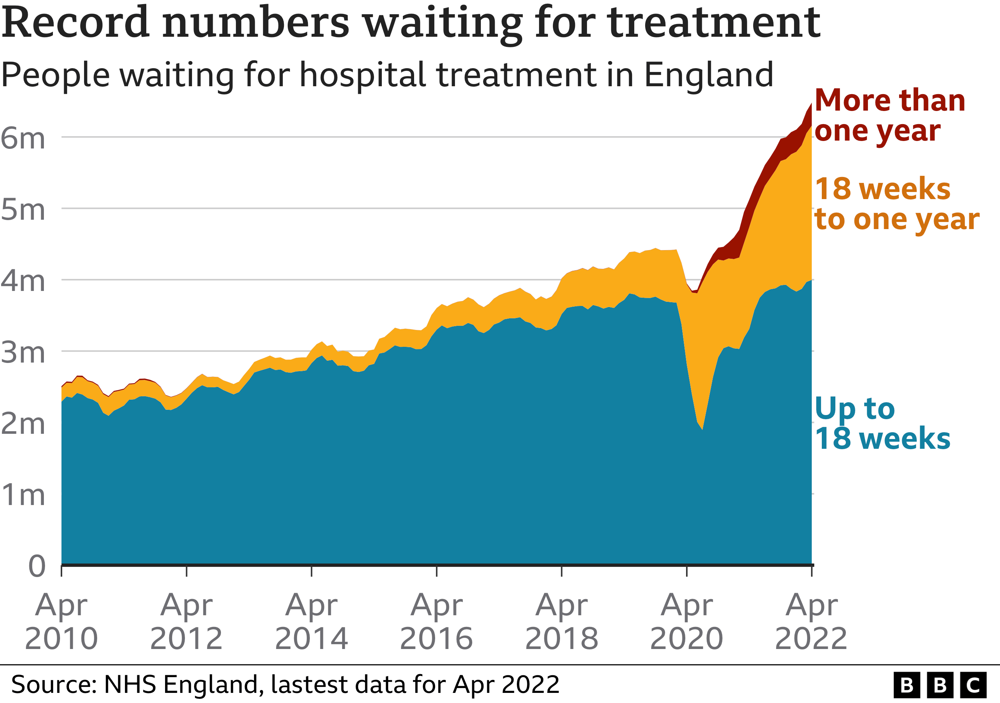 Record numbers waiting for treatment
People waiting for hospital treatment in England
More than
one year
6m
18 weeks
to one year
5m
4m
3m
Up to
18 weeks
2m
1m
0
Apr 2010
Apr 2012
Apr 2014
Apr 2016
Apr 2018
Apr 2020
Apr 2022
Source: NHS England, lastest data for Apr 2022
BBC